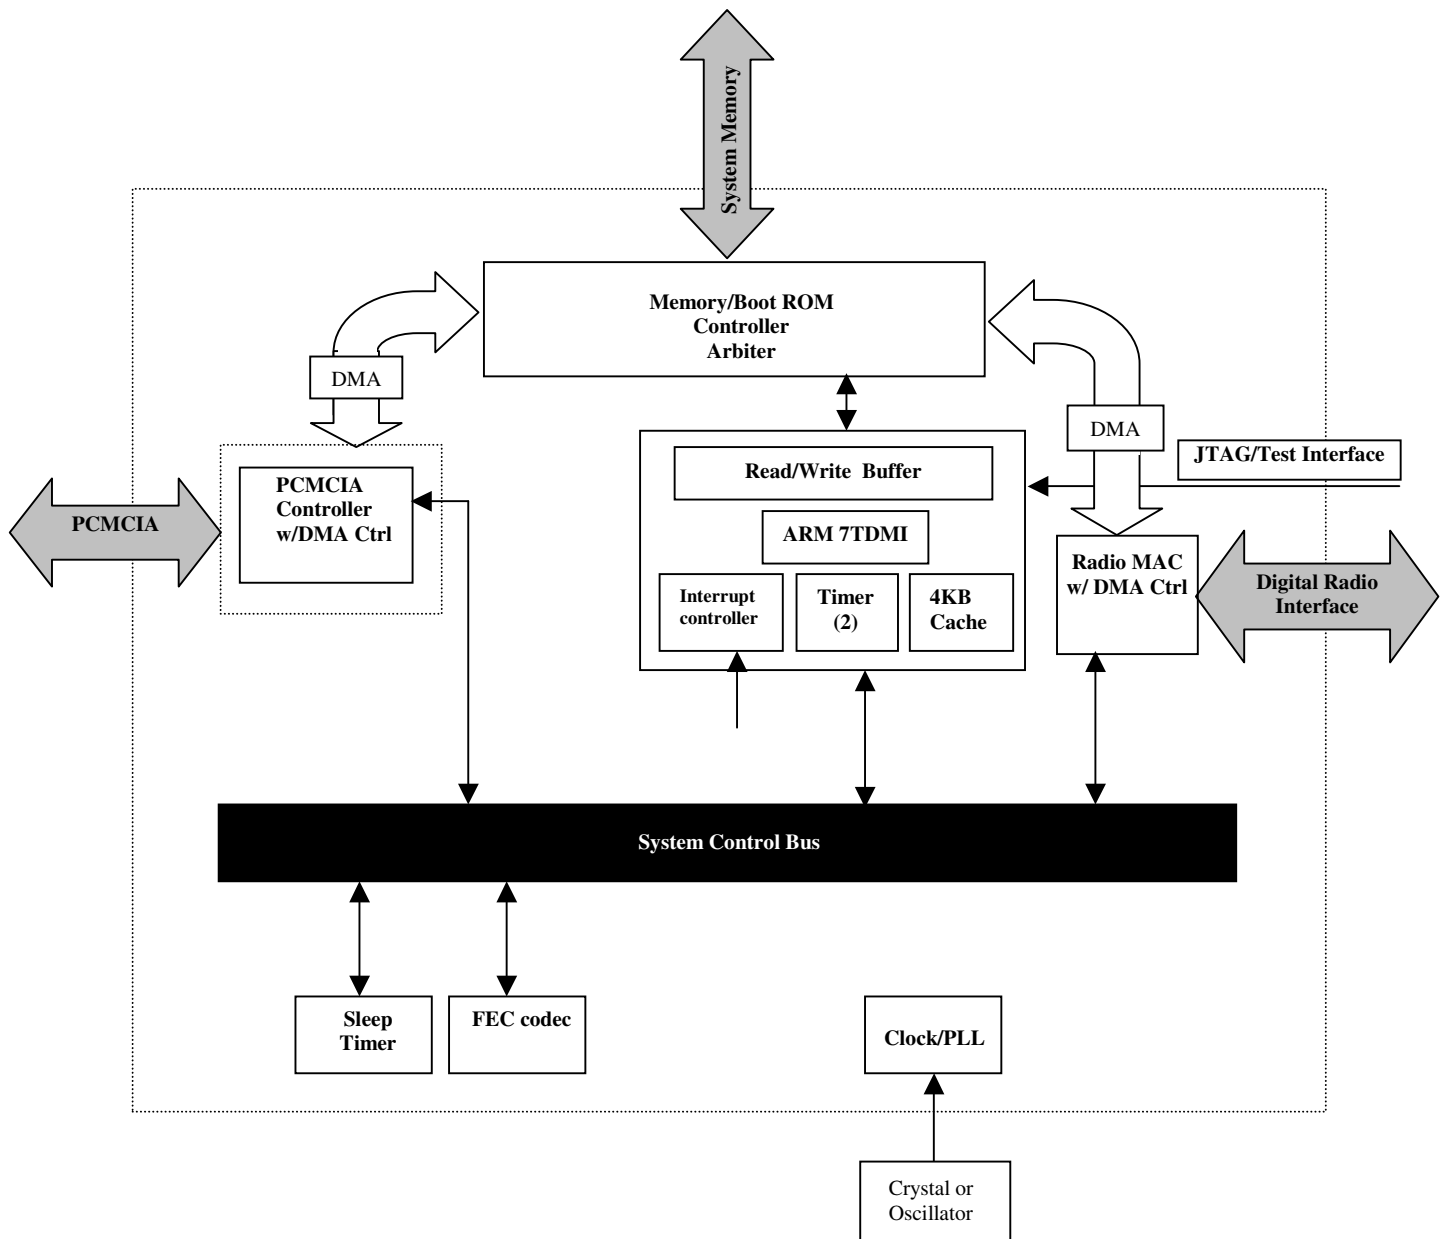 System Memory
Memory/Boot ROM
Controller
Arbiter
DMA
DMA
JTAG/Test Interface
Read/Write Buffer
PCMCIA
Controller
w/DMA Ctrl
PCMCIA
ARM 7TDMI
Radio MAC
w/ DMA Ctrl
Digital Radio
Interface
Interrupt
controller
Timer
(2)
4KB
Cache
System Control Bus
Sleep
Timer
FEC codec
Clock/PLL
Crystal or
Oscillator